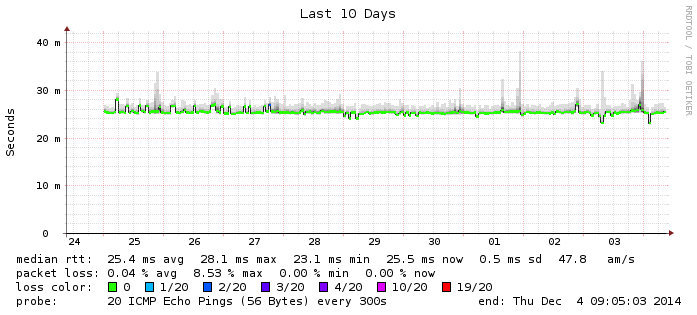 Last 10 Days
RRDTOOL / TOBI OETIKER
Seconds
40 m
30 m
20 m
10 m
0
24 25 26 27 28 29 30 01 02 03
median rtt: 25.4 ms avg 28.1 ms max 23.1 ms min 25.5 ms now 0.5 ms sd 47.8 am/s
packet loss: 0.04 % avg 8.53 % max 0.00 % min 0.00 % now
loss color: 0 1/20 2/20 3/20 4/20 10/20 19/20
probe: 20 ICMP Echo Pings (56 Bytes) every 300s end: Thu Dec 4 09:05:03 2014